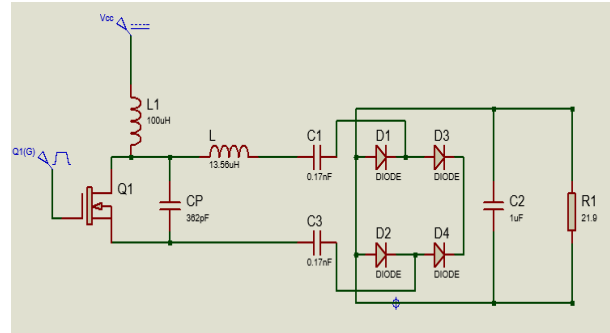 Vcc
L1
100uH
Q1(G)
Q1
CP
362pF
L
13.56uH
C1
0.17nF
C3
0.17nF
D1
DIODE
D3
DIODE
D2
DIODE
D4
DIODE
C2
1uF
R1
21.9